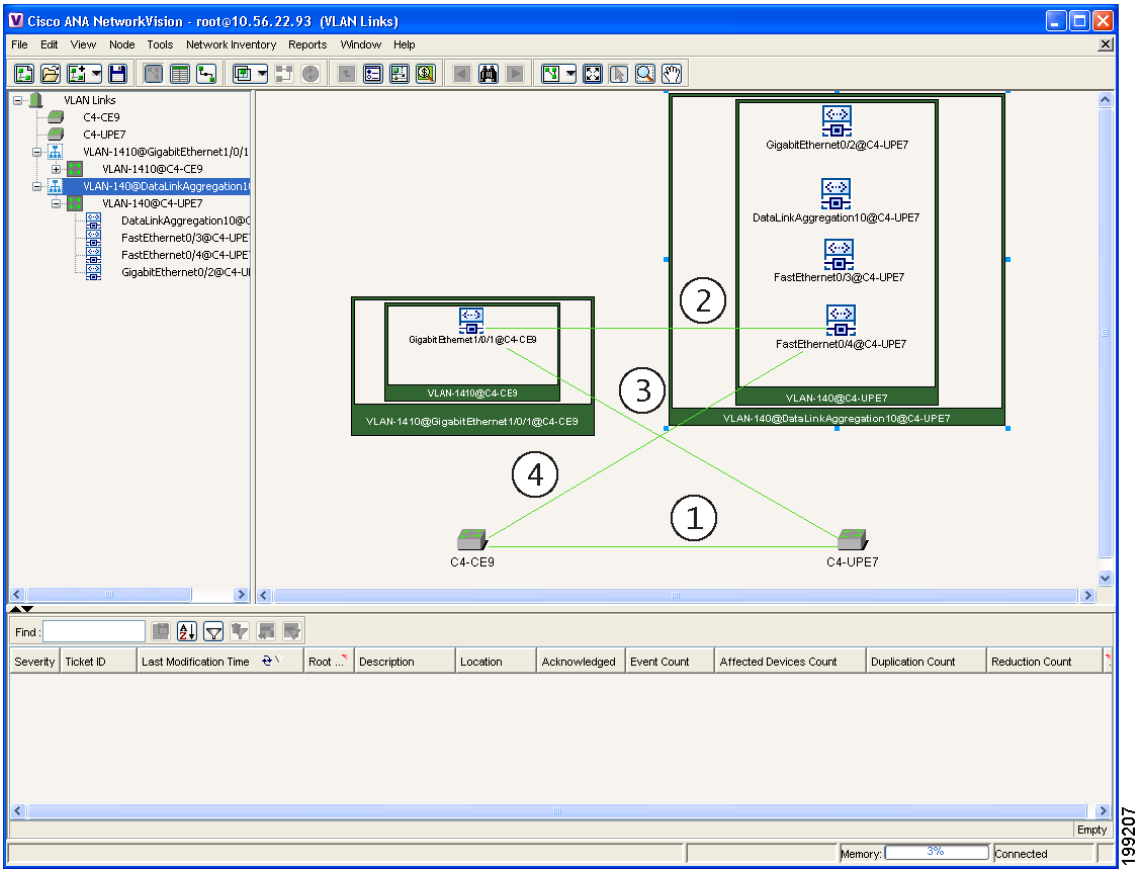 Cisco ANA NetworkVision - root@10.56.22.93 (VLAN Links)
File Edit View Node Tools Network Inventory Reports Window Help
VLAN Links
C4-CE9
C4-UPE7
VLAN-1410@GigabitEthernet1/0/1
VLAN-1410@C4-CE9
VLAN-140@DataLinkAggregation1
VLAN-140@C4-UPE7
DataLinkAggregation10@C
FastEthernet0/3@C4-UPE
FastEthernet0/4@C4-UPE
GigabitEthernet0/2@C4-U
GigabitEthernet0/2@C4-UPE7
DataLinkAggregation10@C4-UPE7
FastEthernet0/3@C4-UPE7
FastEthernet0/4@C4-UPE7
VLAN-140@C4-UPE7
VLAN-140@DataLinkAggregation10@C4-UPE7
GigabitEthernet1/0/1@C4-CE9
VLAN-1410@C4-CE9
VLAN-1410@GigabitEthernet1/0/1@C4-CE9
2
3
4
1
C4-CE9
C4-UPE7
Find :
Severity Ticket ID Last Modification Time Root ... Description Location Acknowledged Event Count Affected Devices Count Duplication Count Reduction Count
Empty
Memory: 3% Connected
199207